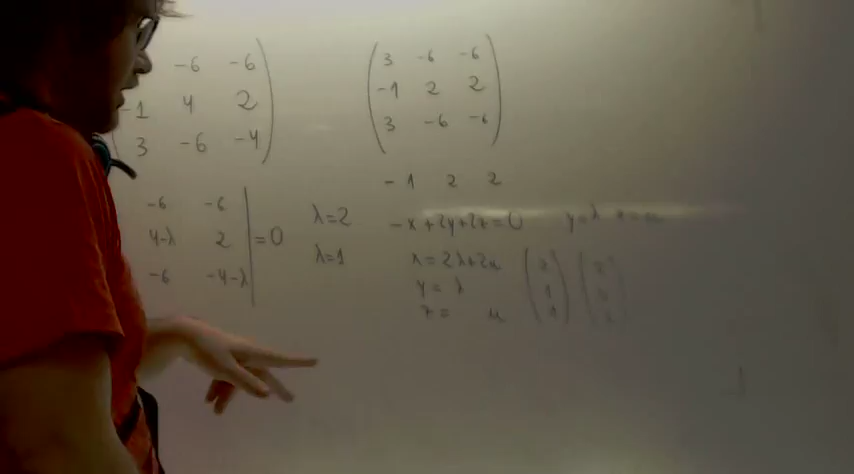 -6 -6
-1 4 2
3 -6 -4
3 -6 -6
-1 2 2
3 -6 -6
-1 2 2
-6 -6
4-λ 2 =0
-6 -4-λ
λ=2
λ=1
-x+2y+2z=0 y=λ z=u
x=2λ+2u
y= λ
z= u